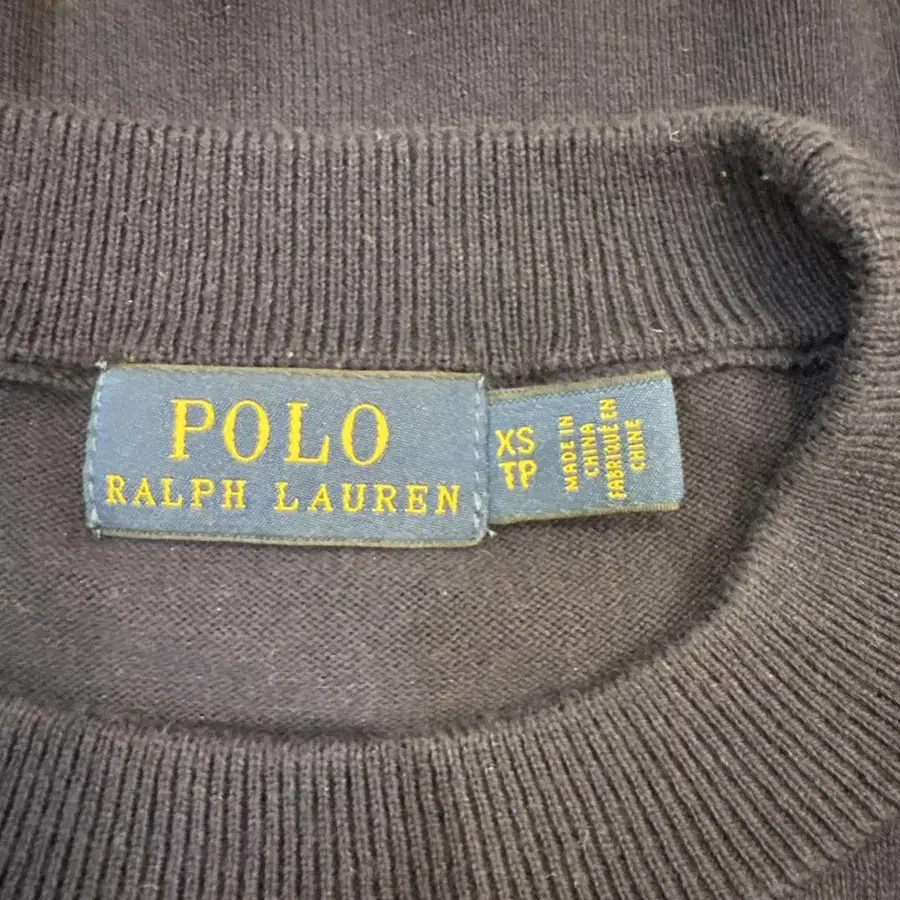 POLO
RALPH LAUREN
XS
TP
MADE IN
CHINA
FABRIQUÉ EN
CHINE